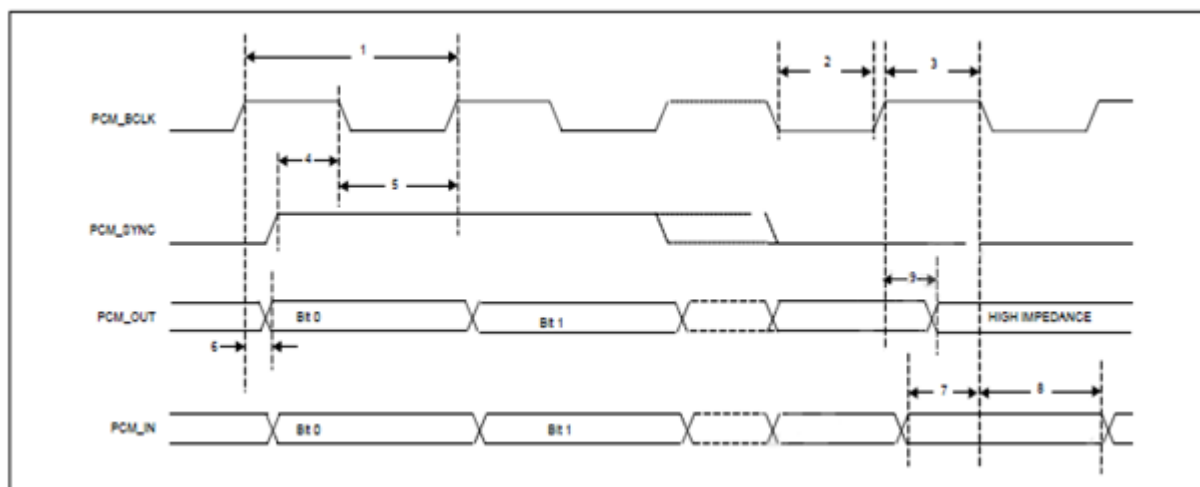 1
2
3
PCM_BCLK
4
5
PCM_SYNC
9
PCM_OUT
Bit 0
Bit 1
HIGH IMPEDANCE
6
7
8
PCM_IN
Bit 0
Bit 1